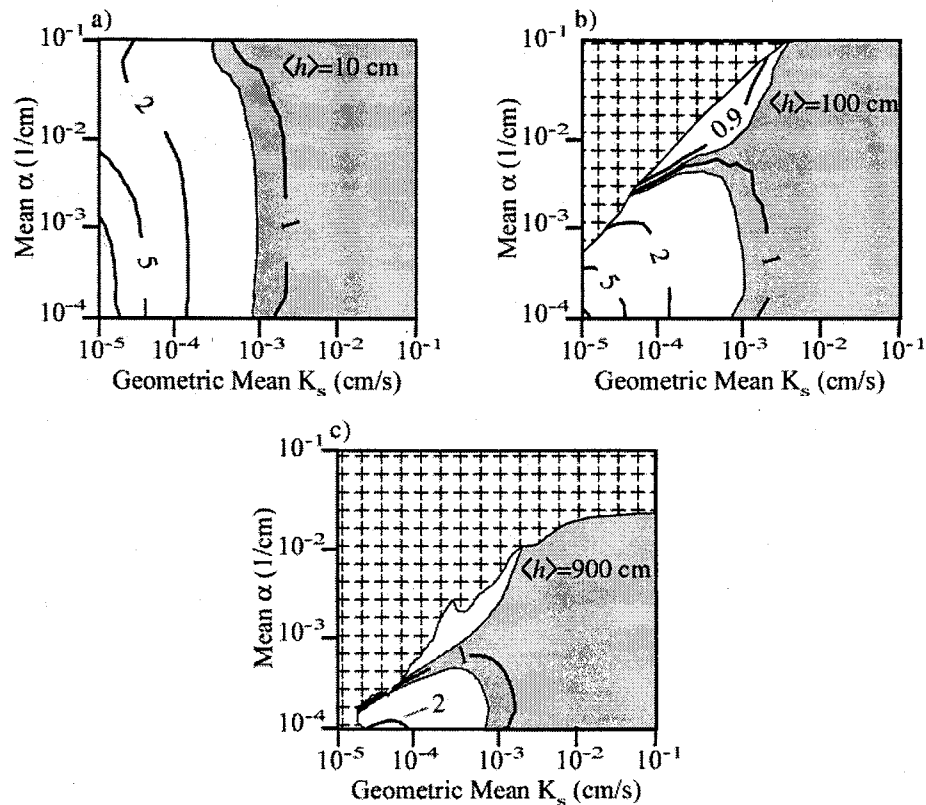 a)
10⁻¹
10⁻²
10⁻³
10⁻⁴
Mean α (1/cm)
⟨h⟩=10 cm
2
5
1
10⁻⁵ 10⁻⁴ 10⁻³ 10⁻² 10⁻¹
Geometric Mean Kₛ (cm/s)
b)
10⁻¹
10⁻²
10⁻³
10⁻⁴
Mean α (1/cm)
⟨h⟩=100 cm
0.9
2
5
1
10⁻⁵ 10⁻⁴ 10⁻³ 10⁻² 10⁻¹
Geometric Mean Kₛ (cm/s)
c)
10⁻¹
10⁻²
10⁻³
10⁻⁴
Mean α (1/cm)
⟨h⟩=900 cm
1
2
10⁻⁵ 10⁻⁴ 10⁻³ 10⁻² 10⁻¹
Geometric Mean Kₛ (cm/s)